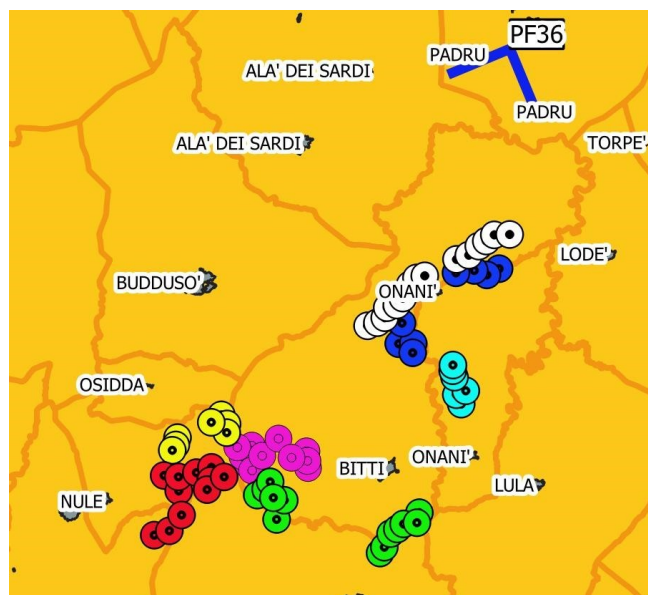 PF36
PADRU
ALA' DEI SARDI
PADRU
ALA' DEI SARDI
TORPE'
LODE'
BUDDUSO'
ONANI'
OSIDDA
BITTI
ONANI'
LULA
NULE